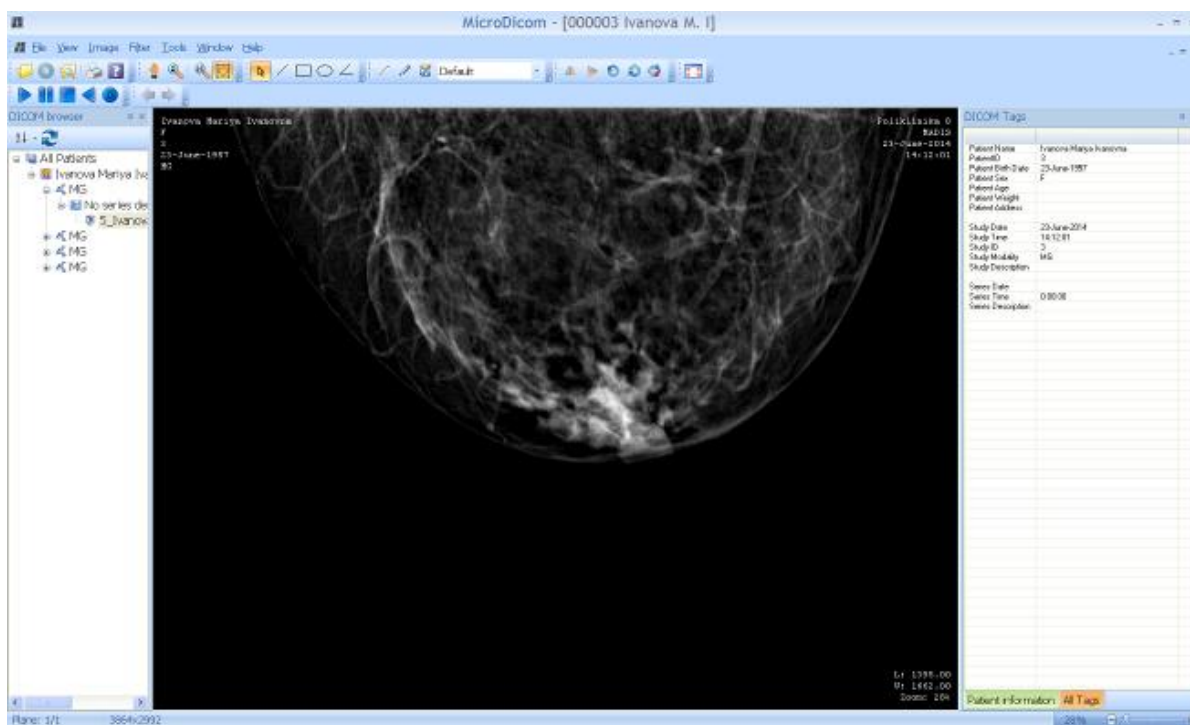 MicroDicom - [000003 Ivanova M. I]
File View Image Filter Tools Window Help
Default
DICOM browser
All Patients
Ivanova Mariya Iva
MG
No series de
5_Ivanov
MG
MG
MG
Ivanova Mariya Ivanovna
F
3
23-June-1987
MG
Poliklinika 0
RADIS
23-June-2014
14:12:01
L: 1398.00
W: 1662.00
Zoom: 28%
DICOM Tags
Patient Name Ivanova Mariya Ivanovna
PatientID 3
Patient Birth Date 23-June-1987
Patient Sex F
Patient Age
Patient Weight
Patient Address
Study Date 23-June-2014
Study Time 14:12:01
Study ID 3
Study Modality MG
Study Description
Series Date
Series Time 0:00:00
Series Description
Patient information All Tags
Plane: 1/1 3864x2992
28%